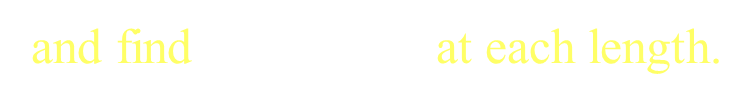 and find at each length.